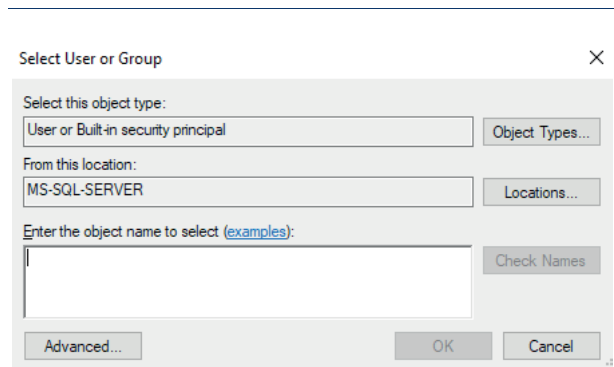 Select User or Group
Select this object type:
User or Built-in security principal
Object Types...
From this location:
MS-SQL-SERVER
Locations...
Enter the object name to select (examples):
Check Names
Advanced...
OK
Cancel